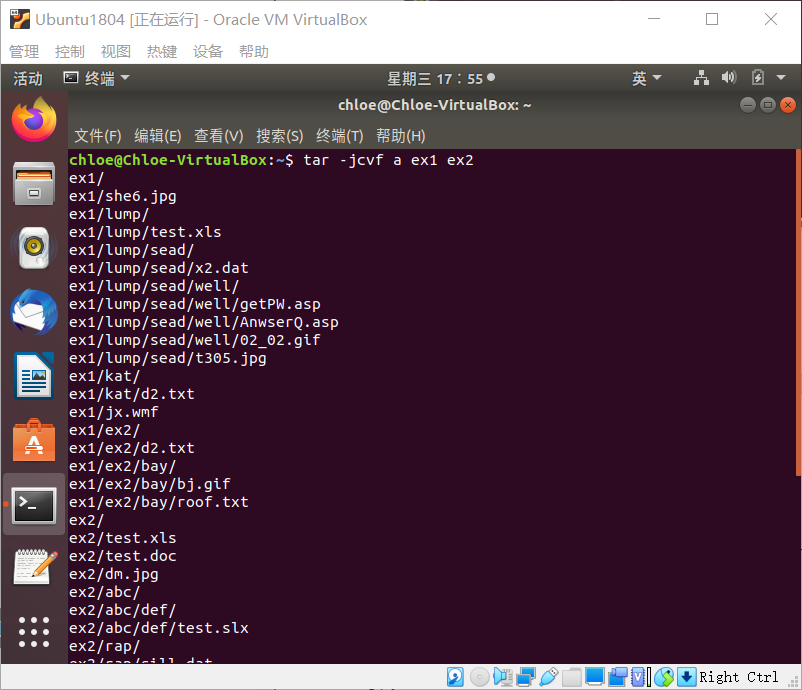 Ubuntu1804 [正在运行] - Oracle VM VirtualBox
管理 控制 视图 热键 设备 帮助
活动 终端 星期三 17：55 英
chloe@Chloe-VirtualBox: ~
文件(F) 编辑(E) 查看(V) 搜索(S) 终端(T) 帮助(H)
chloe@Chloe-VirtualBox:~$ tar -jcvf a ex1 ex2
ex1/
ex1/she6.jpg
ex1/lump/
ex1/lump/test.xls
ex1/lump/sead/
ex1/lump/sead/x2.dat
ex1/lump/sead/well/
ex1/lump/sead/well/getPW.asp
ex1/lump/sead/well/AnwserQ.asp
ex1/lump/sead/well/02_02.gif
ex1/lump/sead/t305.jpg
ex1/kat/
ex1/kat/d2.txt
ex1/jx.wmf
ex1/ex2/
ex1/ex2/d2.txt
ex1/ex2/bay/
ex1/ex2/bay/bj.gif
ex1/ex2/bay/roof.txt
ex2/
ex2/test.xls
ex2/test.doc
ex2/dm.jpg
ex2/abc/
ex2/abc/def/
ex2/abc/def/test.slx
ex2/rap/
Right Ctrl